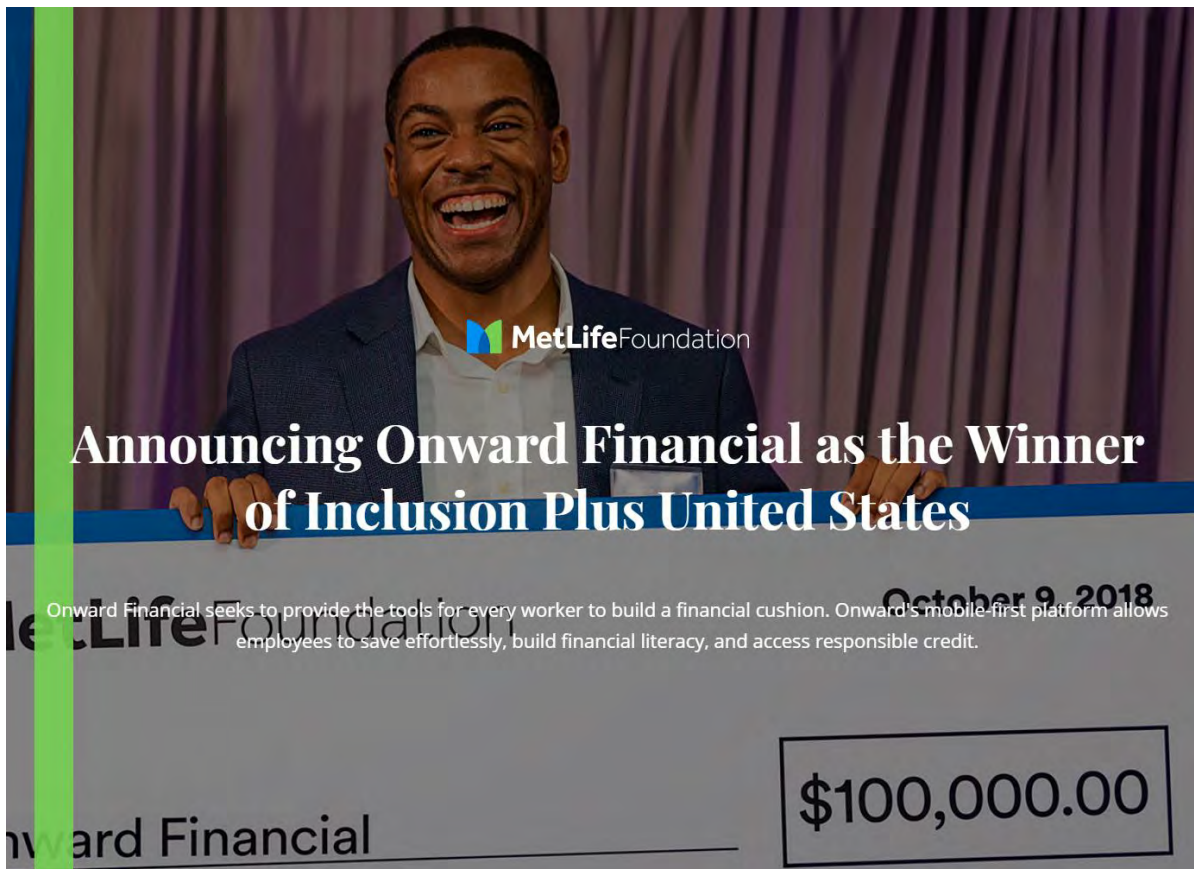 MetLifeFoundation
Announcing Onward Financial as the Winner
of Inclusion Plus United States
October 9, 2018
Onward Financial seeks to provide the tools for every worker to build a financial cushion. Onward's mobile-first platform allows
employees to save effortlessly, build financial literacy, and access responsible credit.
etLifeFoundation
$100,000.00
ward Financial